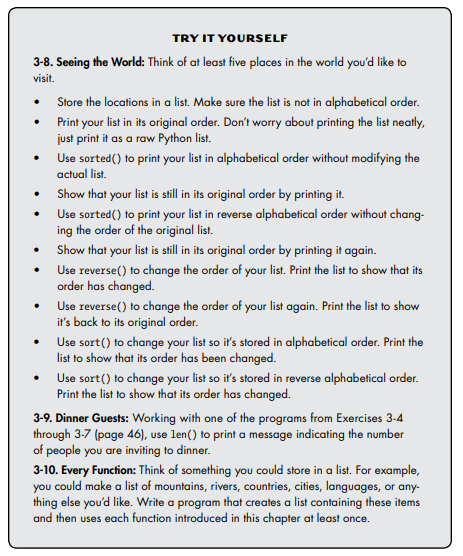 TRY IT YOURSELF
3-8. Seeing the World: Think of at least five places in the world you'd like to
visit.
• Store the locations in a list. Make sure the list is not in alphabetical order.
• Print your list in its original order. Don't worry about printing the list neatly,
just print it as a raw Python list.
• Use sorted() to print your list in alphabetical order without modifying the
actual list.
• Show that your list is still in its original order by printing it.
• Use sorted() to print your list in reverse alphabetical order without chang-
ing the order of the original list.
• Show that your list is still in its original order by printing it again.
• Use reverse() to change the order of your list. Print the list to show that its
order has changed.
• Use reverse() to change the order of your list again. Print the list to show
it's back to its original order.
• Use sort() to change your list so it's stored in alphabetical order. Print the
list to show that its order has been changed.
• Use sort() to change your list so it's stored in reverse alphabetical order.
Print the list to show that its order has changed.
3-9. Dinner Guests: Working with one of the programs from Exercises 3-4
through 3-7 (page 46), use len() to print a message indicating the number
of people you are inviting to dinner.
3-10. Every Function: Think of something you could store in a list. For example,
you could make a list of mountains, rivers, countries, cities, languages, or any-
thing else you'd like. Write a program that creates a list containing these items
and then uses each function introduced in this chapter at least once.